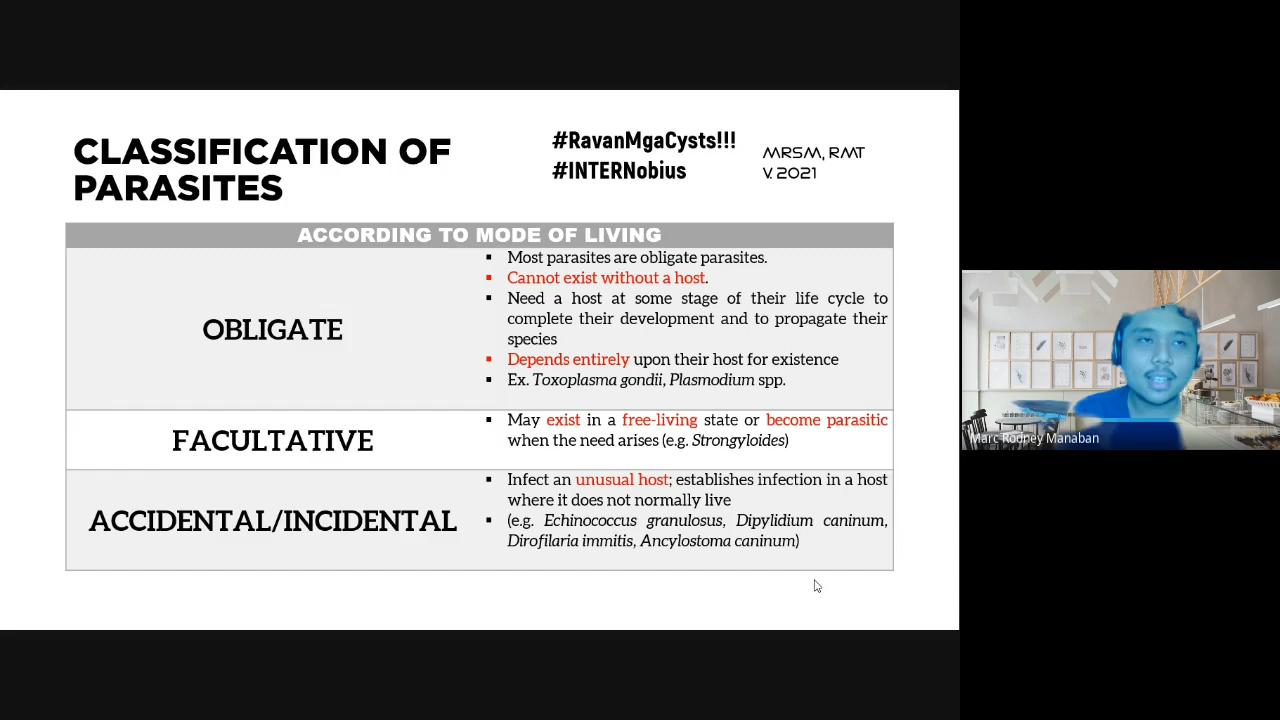 CLASSIFICATION OF
PARASITES
#RavanMgaCysts!!!
#INTERNobius
MRSM, RMT
V. 2021
ACCORDING TO MODE OF LIVING
OBLIGATE
▪ Most parasites are obligate parasites.
▪ Cannot exist without a host.
▪ Need a host at some stage of their life cycle to
complete their development and to propagate their
species
▪ Depends entirely upon their host for existence
▪ Ex. Toxoplasma gondii, Plasmodium spp.
FACULTATIVE
▪ May exist in a free-living state or become parasitic
when the need arises (e.g. Strongyloides)
ACCIDENTAL/INCIDENTAL
▪ Infect an unusual host; establishes infection in a host
where it does not normally live
▪ (e.g. Echinococcus granulosus, Dipylidium caninum,
Dirofilaria immitis, Ancylostoma caninum)
Marc Rodney Manaban